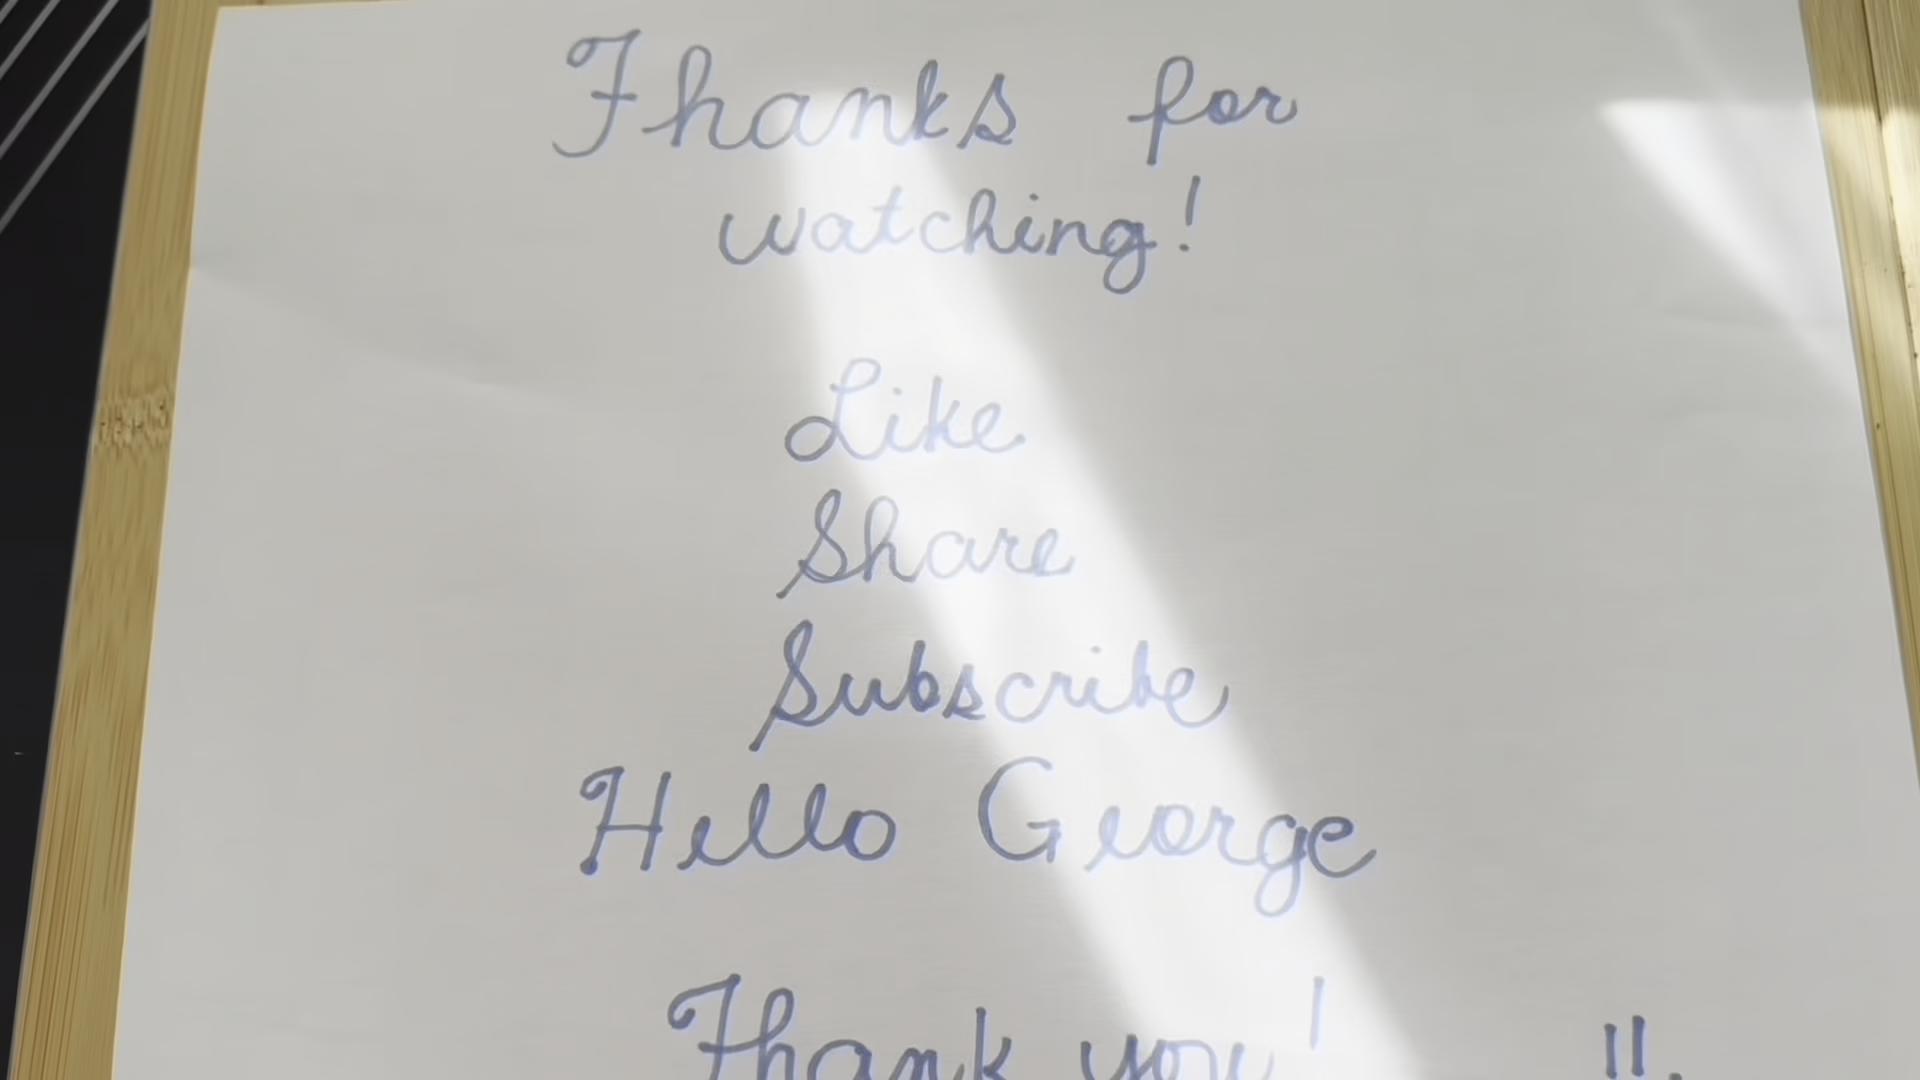 Thanks for
watching!
Like
Share
Subscribe
Hello George
Thank you!